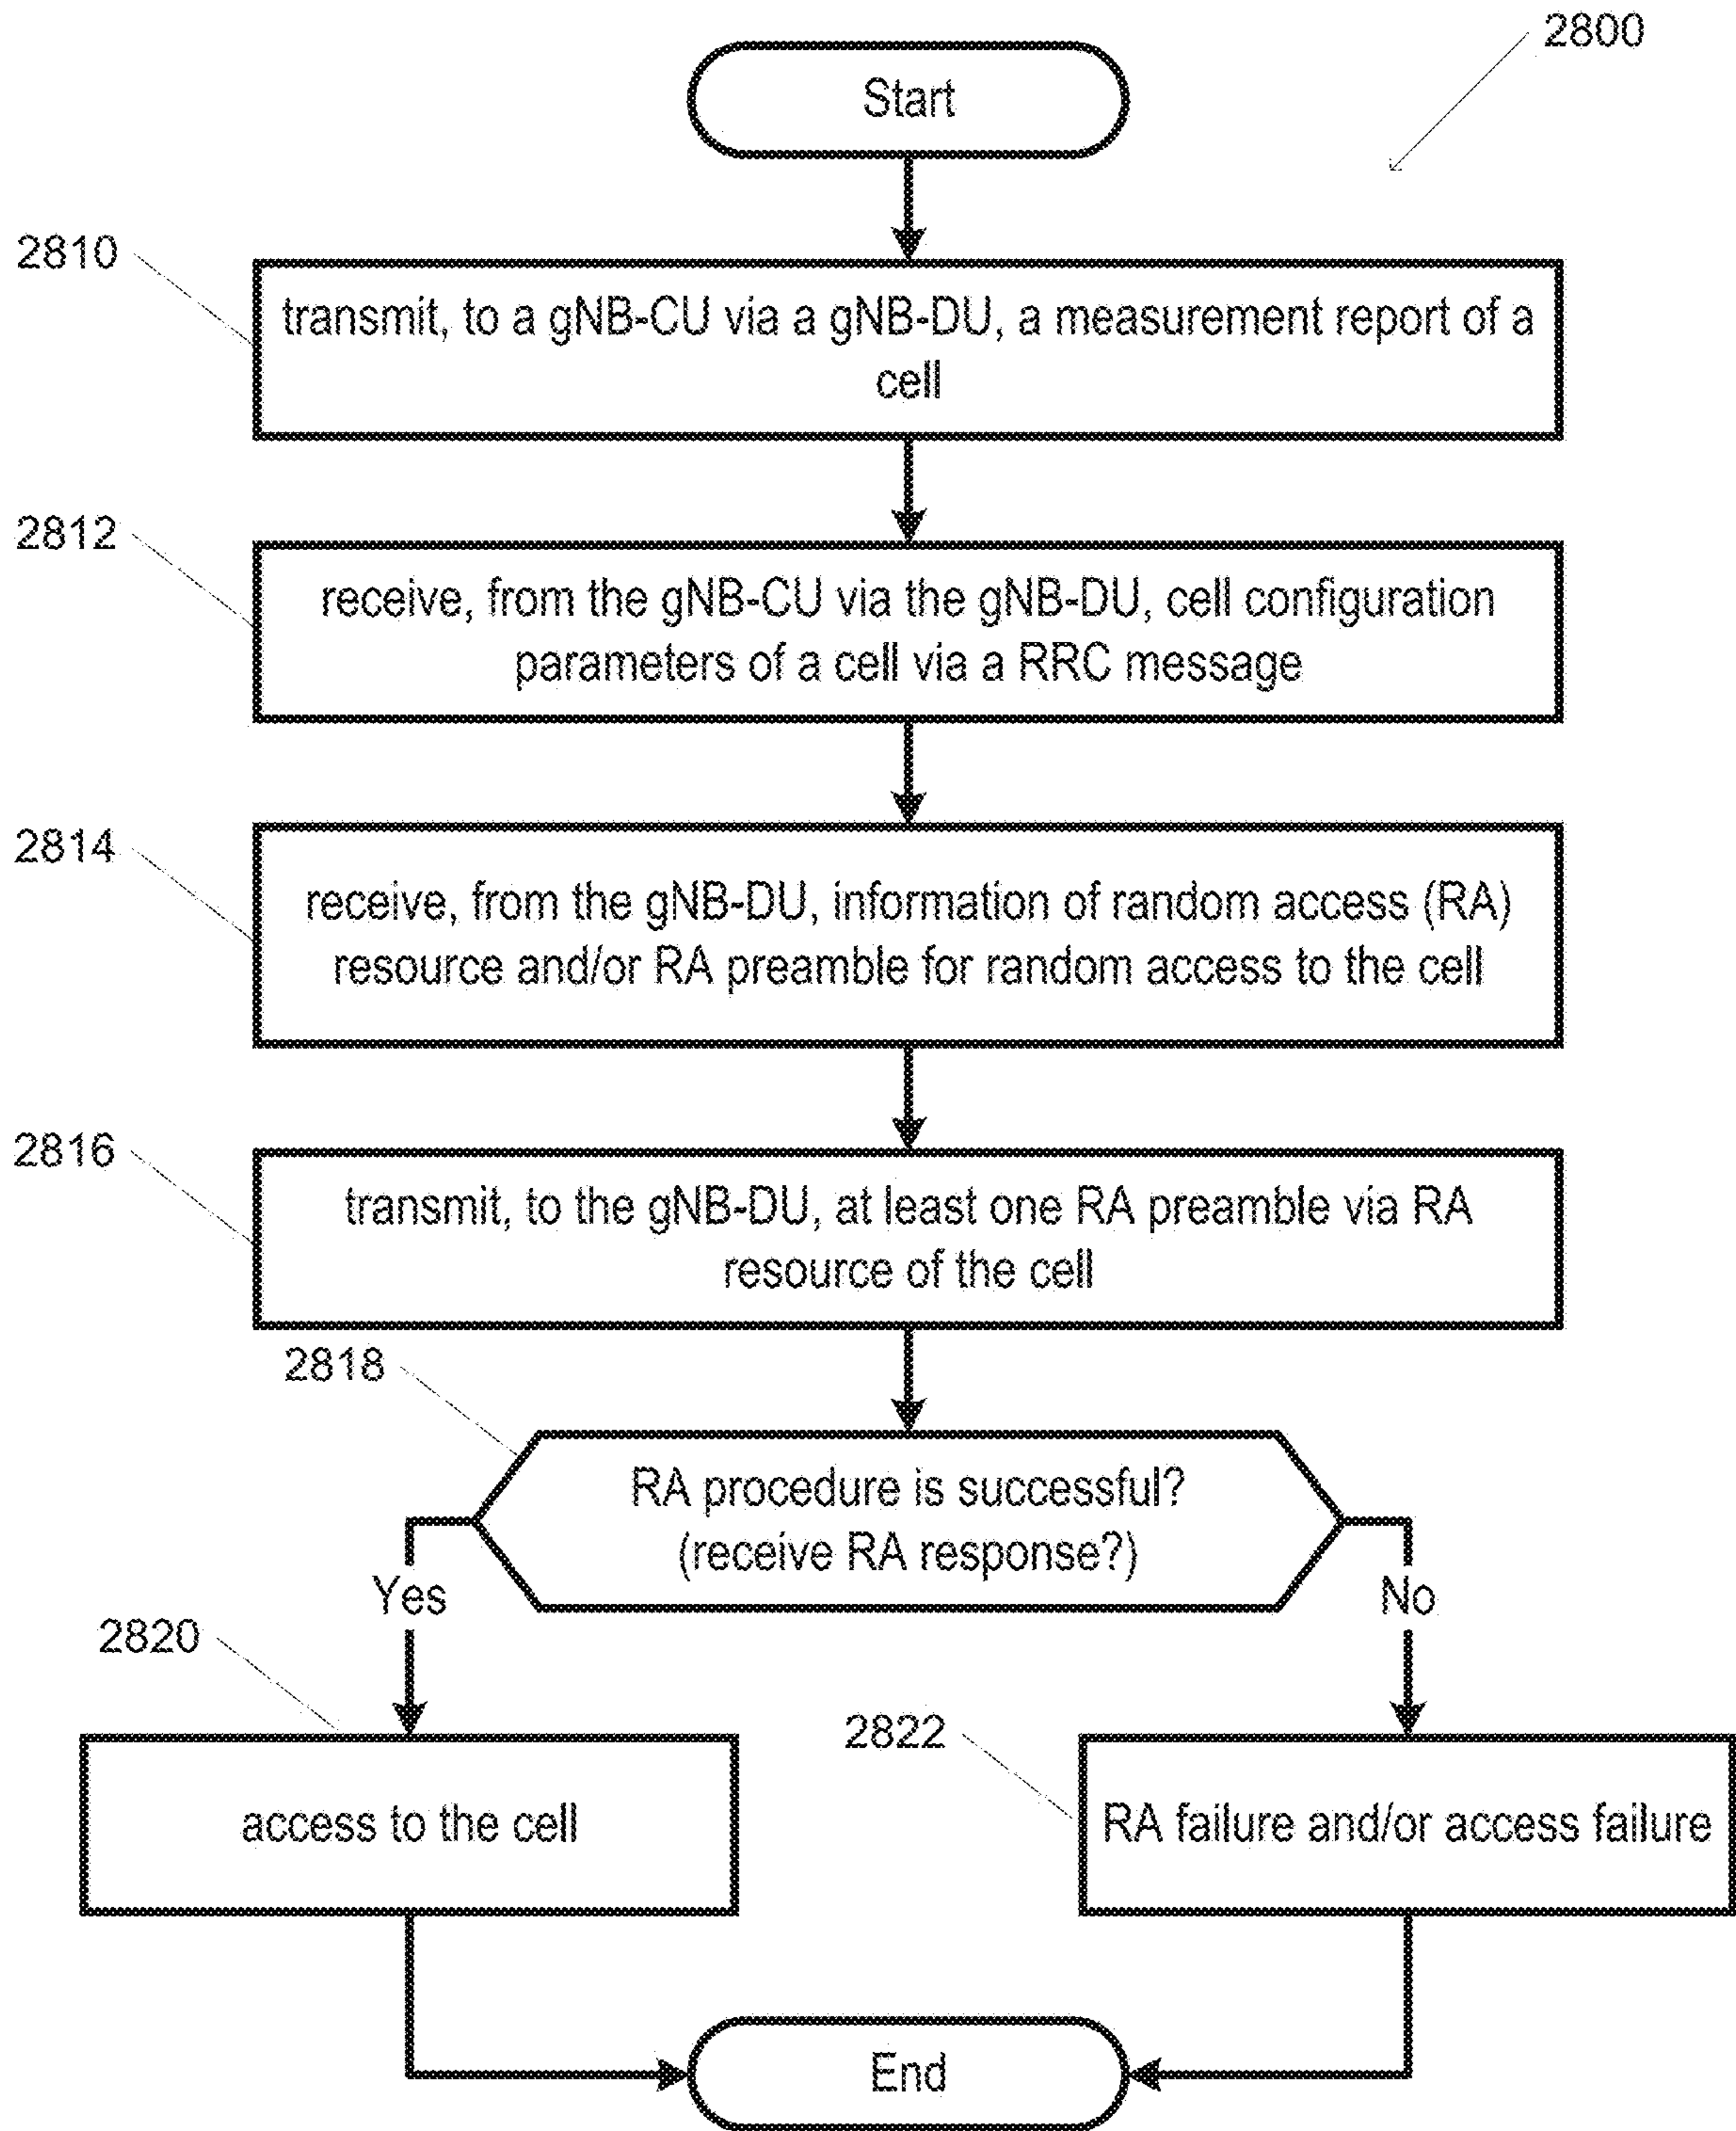 2800
Start
2810
transmit, to a gNB-CU via a gNB-DU, a measurement report of a
cell
2812
receive, from the gNB-CU via the gNB-DU, cell configuration
parameters of a cell via a RRC message
2814
receive, from the gNB-DU, information of random access (RA)
resource and/or RA preamble for random access to the cell
2816
transmit, to the gNB-DU, at least one RA preamble via RA
resource of the cell
2818
RA procedure is successful?
(receive RA response?)
Yes
No
2820
access to the cell
2822
RA failure and/or access failure
End